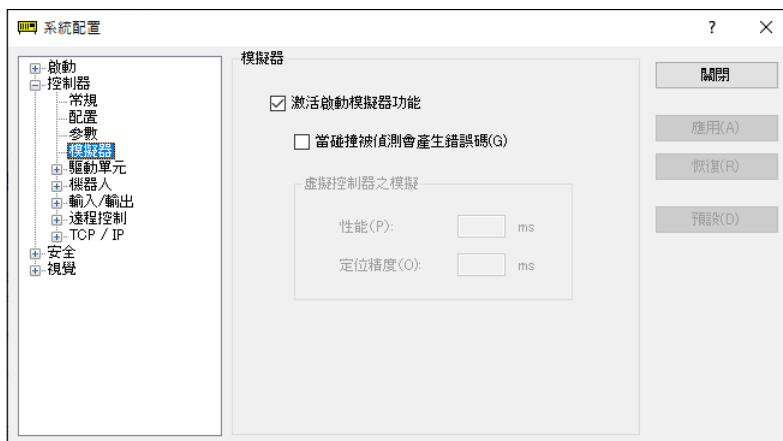 系統配置
?
啟動
控制器
常規
配置
參數
模擬器
驅動單元
機器人
輸入/輸出
遠程控制
TCP / IP
安全
視覺
模擬器
激活啟動模擬器功能
當碰撞被偵測會產生錯誤碼(G)
虛擬控制器之模擬
性能(P): ms
定位精度(O): ms
關閉
應用(A)
恢復(R)
預設(D)